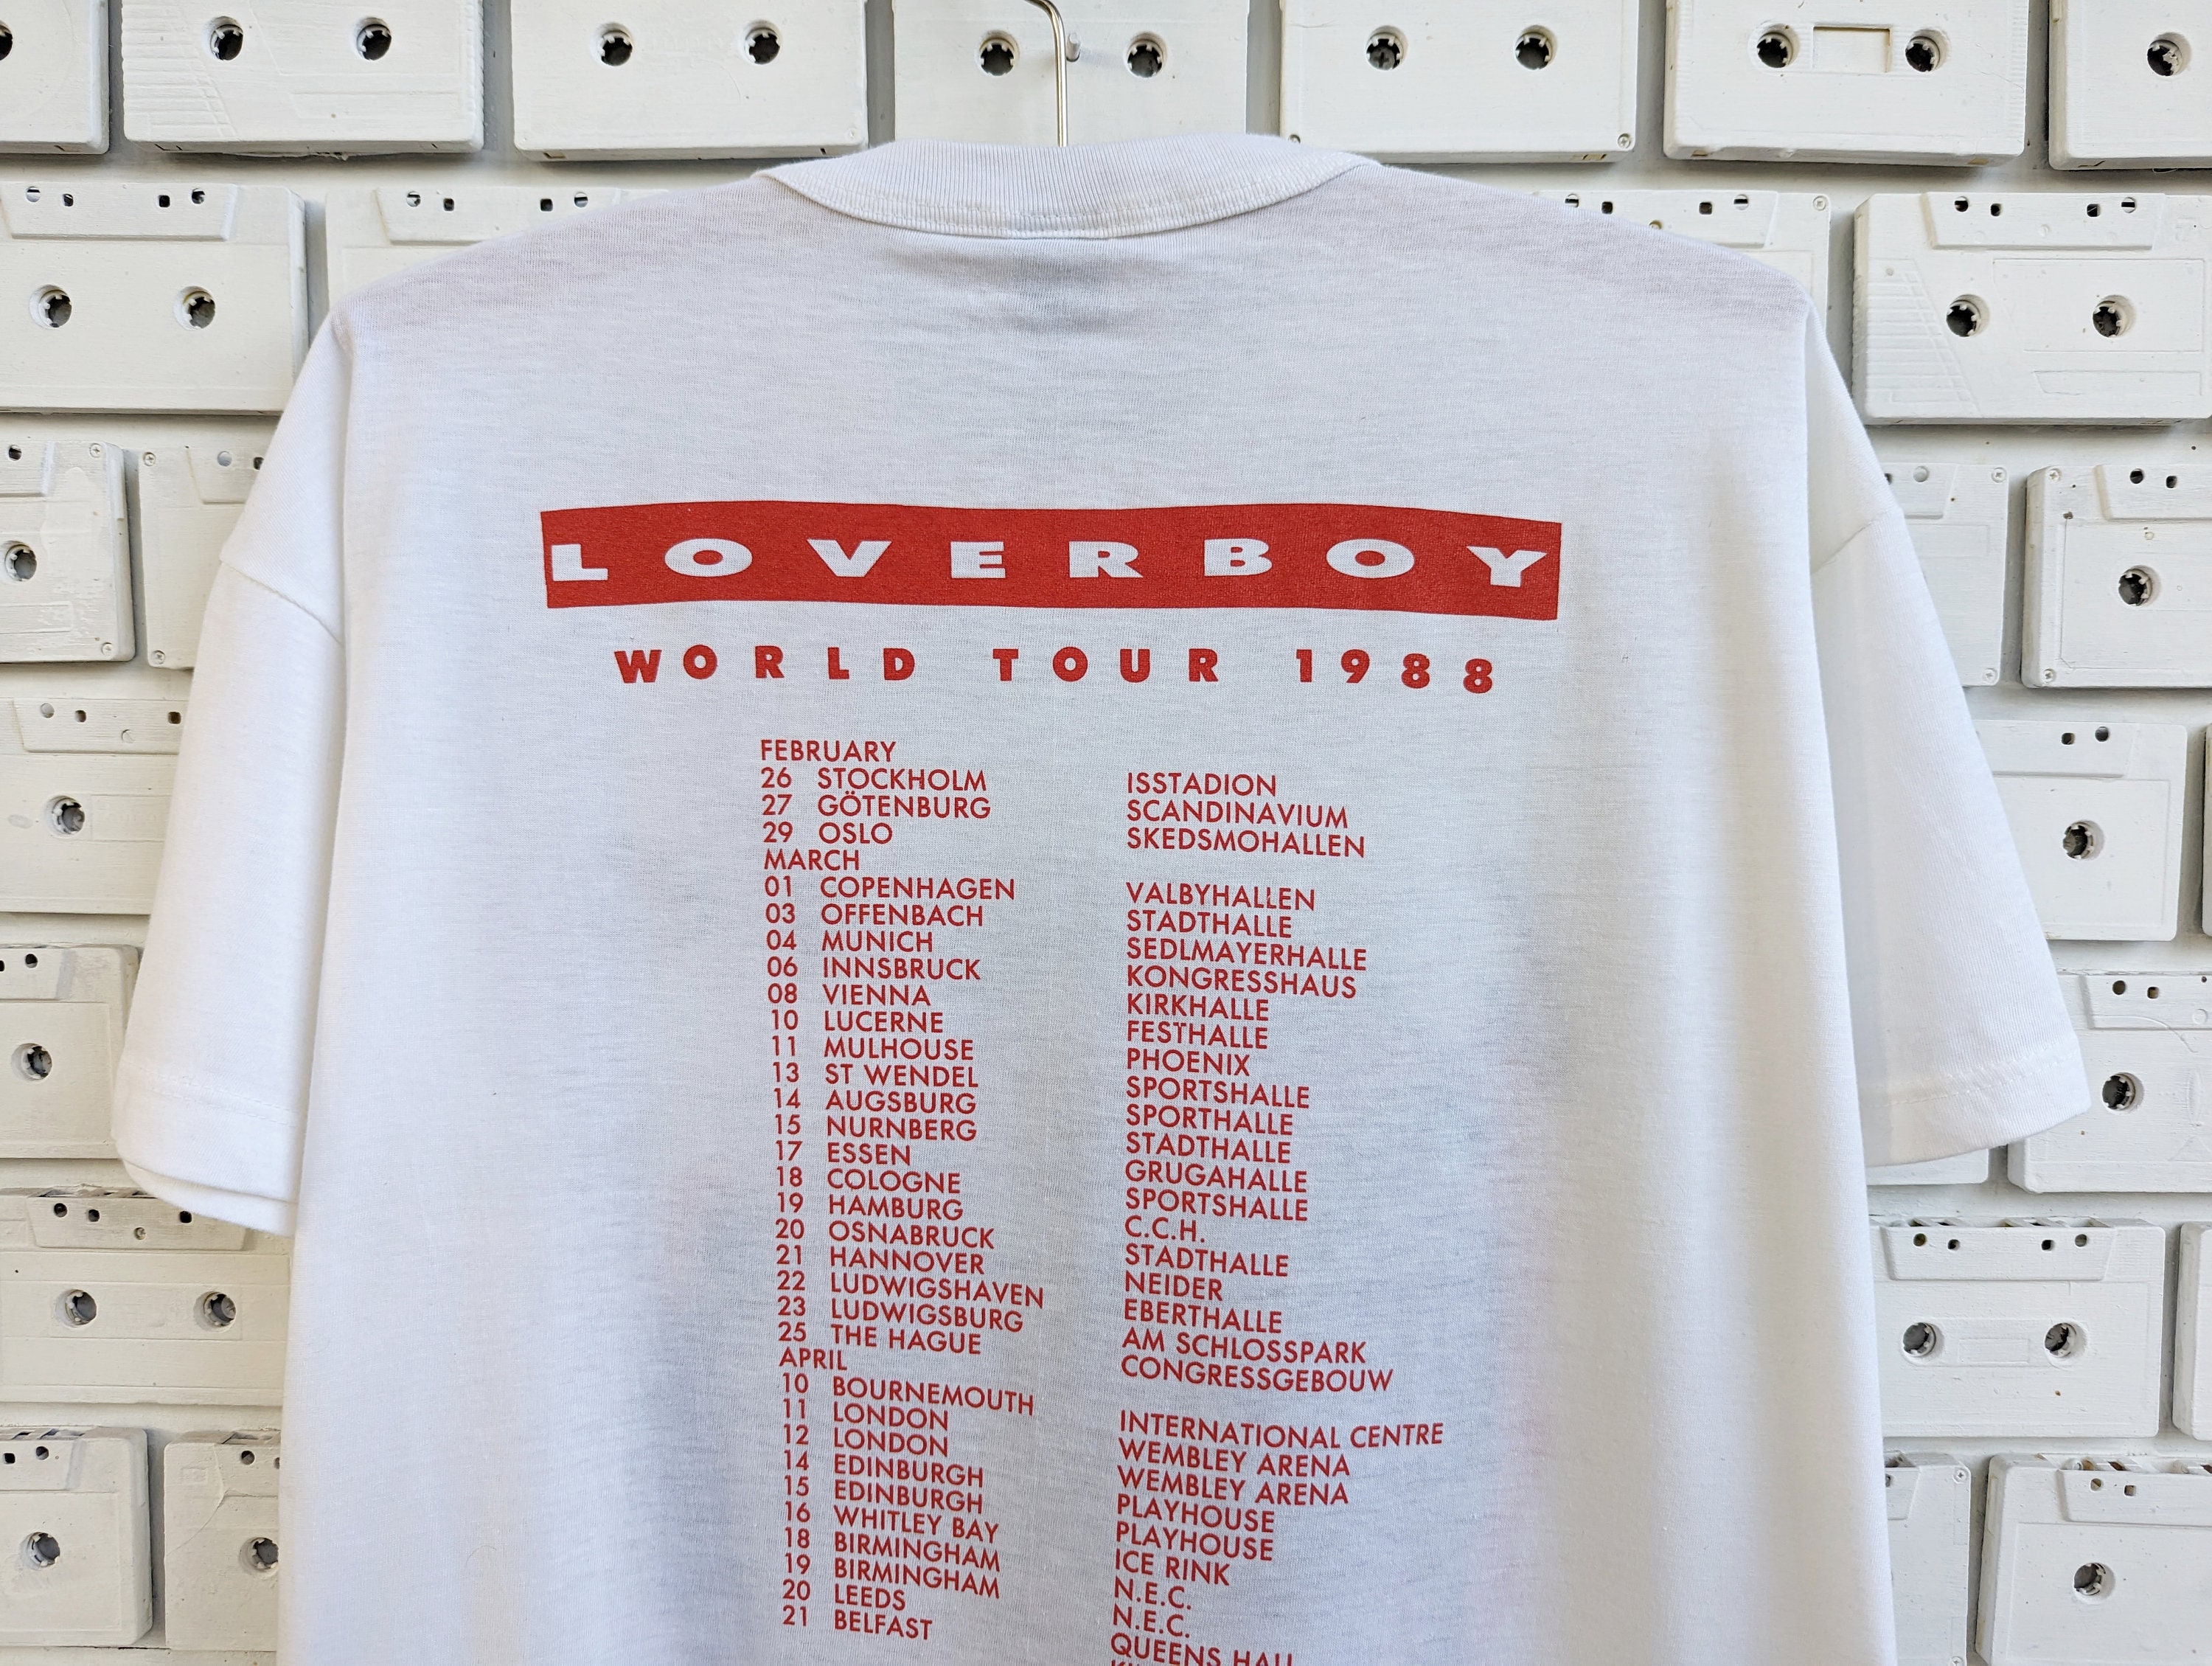 LOVERBOY
WORLD TOUR 1988
FEBRUARY
26 STOCKHOLM ISSTADION
27 GÖTENBURG SCANDINAVIUM
29 OSLO SKEDSMOHALLEN
MARCH
01 COPENHAGEN VALBYHALLEN
03 OFFENBACH STADTHALLE
04 MUNICH SEDLMAYERHALLE
06 INNSBRUCK KONGRESSHAUS
08 VIENNA KIRKHALLE
10 LUCERNE FESTHALLE
11 MULHOUSE PHOENIX
13 ST WENDEL SPORTSHALLE
14 AUGSBURG SPORTHALLE
15 NURNBERG STADTHALLE
17 ESSEN GRUGAHALLE
18 COLOGNE SPORTSHALLE
19 HAMBURG C.C.H.
20 OSNABRUCK STADTHALLE
21 HANNOVER NEIDER
22 LUDWIGSHAVEN EBERTHALLE
23 LUDWIGSBURG AM SCHLOSSPARK
25 THE HAGUE CONGRESSGEBOUW
APRIL
10 BOURNEMOUTH INTERNATIONAL CENTRE
11 LONDON WEMBLEY ARENA
12 LONDON WEMBLEY ARENA
14 EDINBURGH PLAYHOUSE
15 EDINBURGH PLAYHOUSE
16 WHITLEY BAY ICE RINK
18 BIRMINGHAM N.E.C.
19 BIRMINGHAM N.E.C.
20 LEEDS QUEENS HALL
21 BELFAST